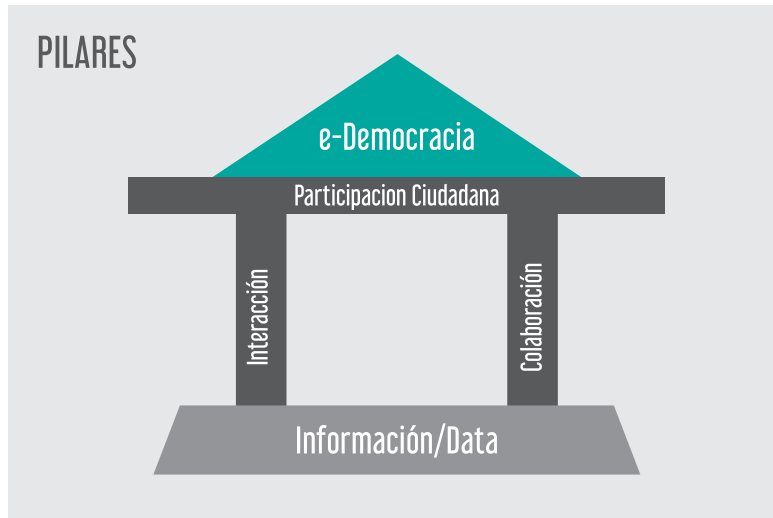 PILARES
e-Democracia
Participacion Ciudadana
Interacción
Colaboración
Información/Data